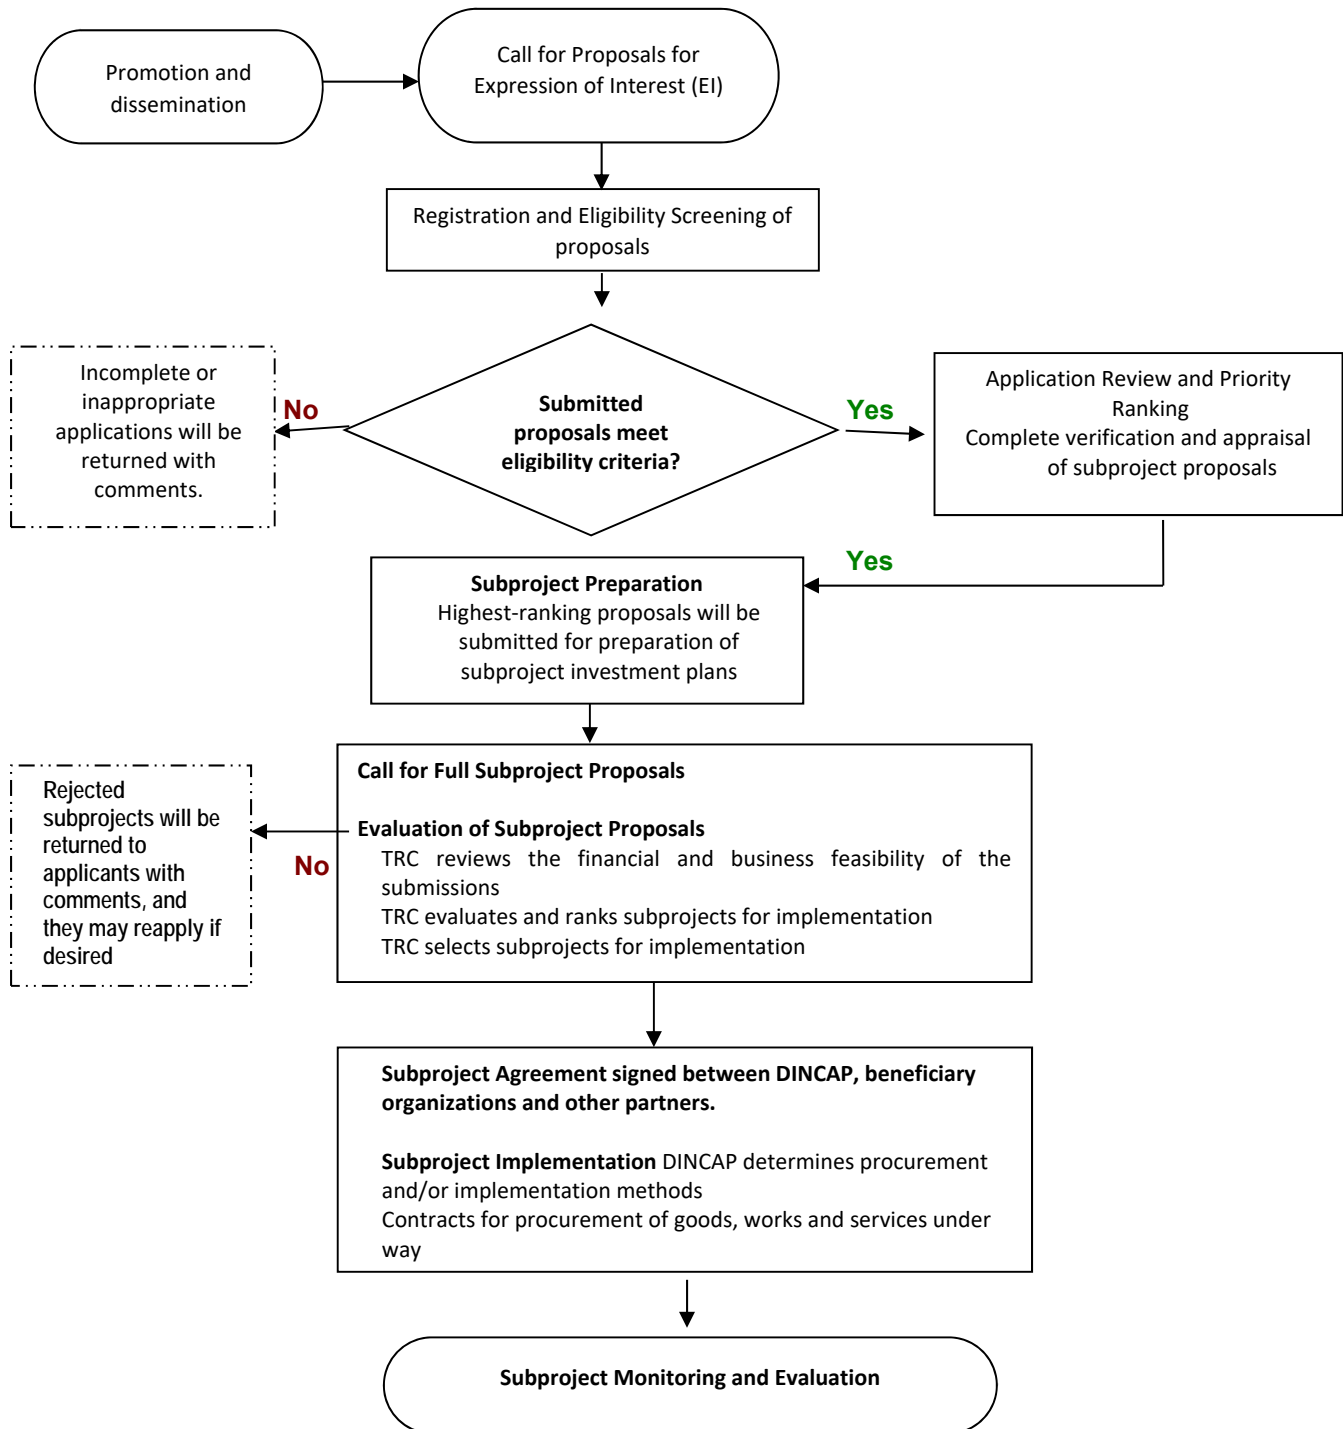 Promotion and
dissemination
Call for Proposals for
Expression of Interest (EI)
Registration and Eligibility Screening of
proposals
Incomplete or
inappropriate
applications will be
returned with
comments.
No
Submitted
proposals meet
eligibility criteria?
Yes
Application Review and Priority
Ranking
Complete verification and appraisal
of subproject proposals
Yes
Subproject Preparation
Highest-ranking proposals will be
submitted for preparation of
subproject investment plans
Rejected
subprojects will be
returned to
applicants with
comments, and
they may reapply if
desired
No
Call for Full Subproject Proposals
Evaluation of Subproject Proposals
TRC reviews the financial and business feasibility of the
submissions
TRC evaluates and ranks subprojects for implementation
TRC selects subprojects for implementation
Subproject Agreement signed between DINCAP, beneficiary
organizations and other partners.
Subproject Implementation DINCAP determines procurement
and/or implementation methods
Contracts for procurement of goods, works and services under
way
Subproject Monitoring and Evaluation